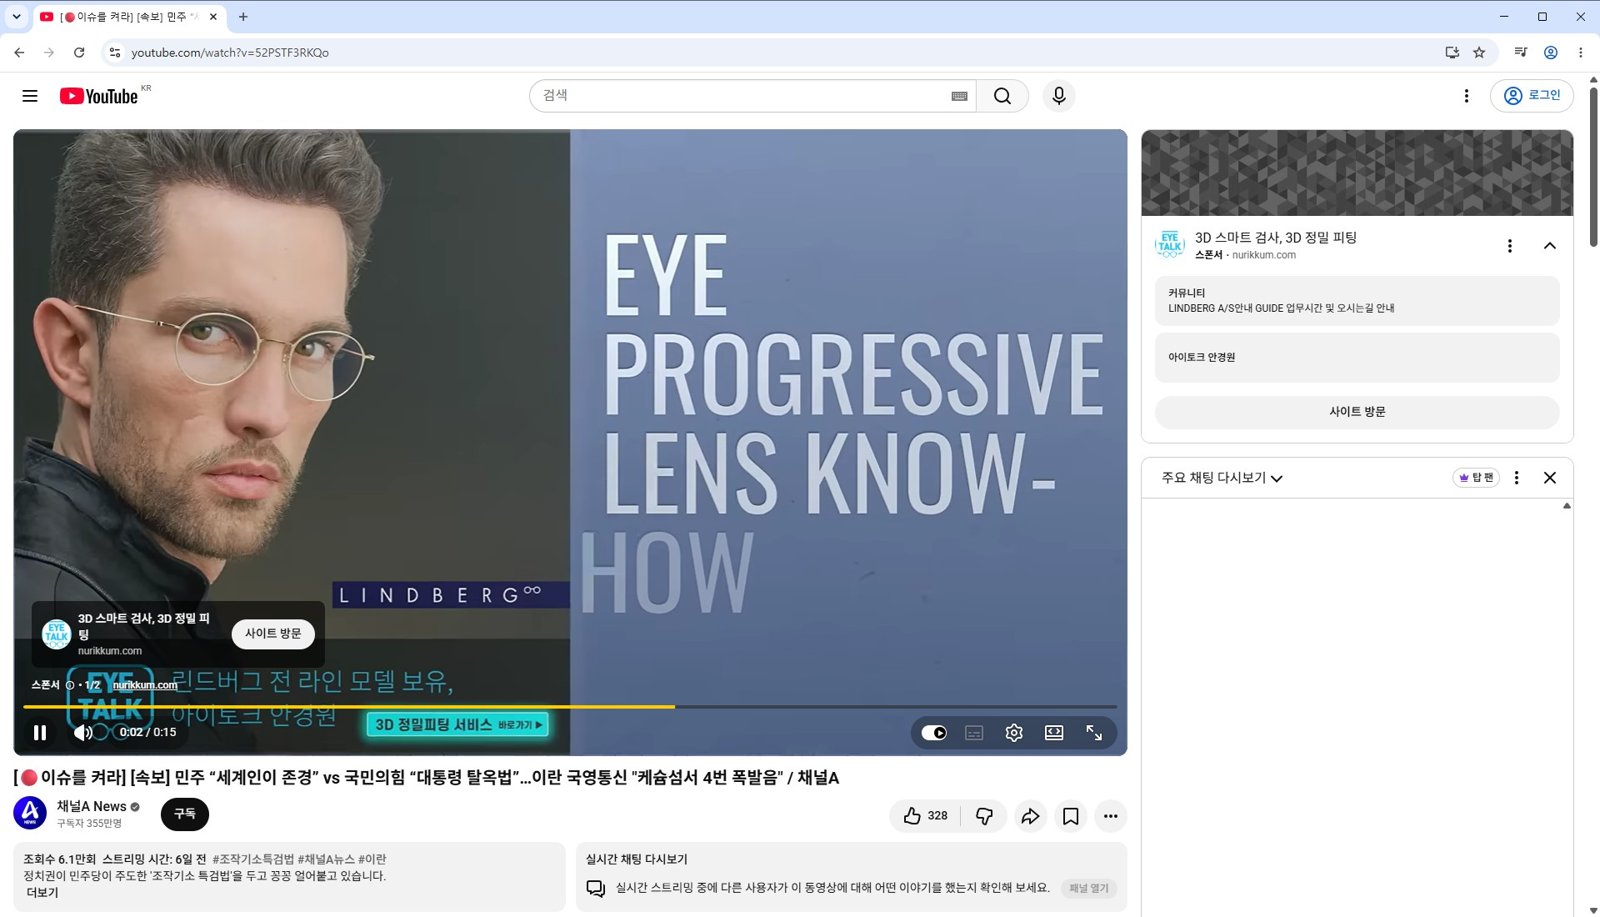 [🔴이슈를 켜라] [속보] 민주 “
youtube.com/watch?v=52PSTF3RKQo
YouTube KR
검색
로그인
EYE
PROGRESSIVE
LENS KNOW-
HOW
LINDBERG
EYE TALK
3D 스마트 검사, 3D 정밀 피
팅
nurikkum.com
사이트 방문
스폰서 · 1/2 nurikkum.com
EYE
TALK
린드버그 전 라인 모델 보유,
아이토크 안경원
3D 정밀피팅 서비스 바로가기 ▶
0:02 / 0:15
EYE TALK
3D 스마트 검사, 3D 정밀 피팅
스폰서 · nurikkum.com
커뮤니티
LINDBERG A/S안내 GUIDE 업무시간 및 오시는길 안내
아이토크 안경원
사이트 방문
주요 채팅 다시보기
탑 팬
[🔴이슈를 켜라] [속보] 민주 “세계인이 존경” vs 국민의힘 “대통령 탈옥법”…이란 국영통신 "케슘섬서 4번 폭발음" / 채널A
채널A News
구독자 355만명
구독
328
조회수 6.1만회 스트리밍 시간: 6일 전 #조작기소특검법 #채널A뉴스 #이란
정치권이 민주당이 주도한 '조작기소 특검법'을 두고 꽁꽁 얼어붙고 있습니다.
더보기
실시간 채팅 다시보기
실시간 스트리밍 중에 다른 사용자가 이 동영상에 대해 어떤 이야기를 했는지 확인해 보세요.
패널 열기